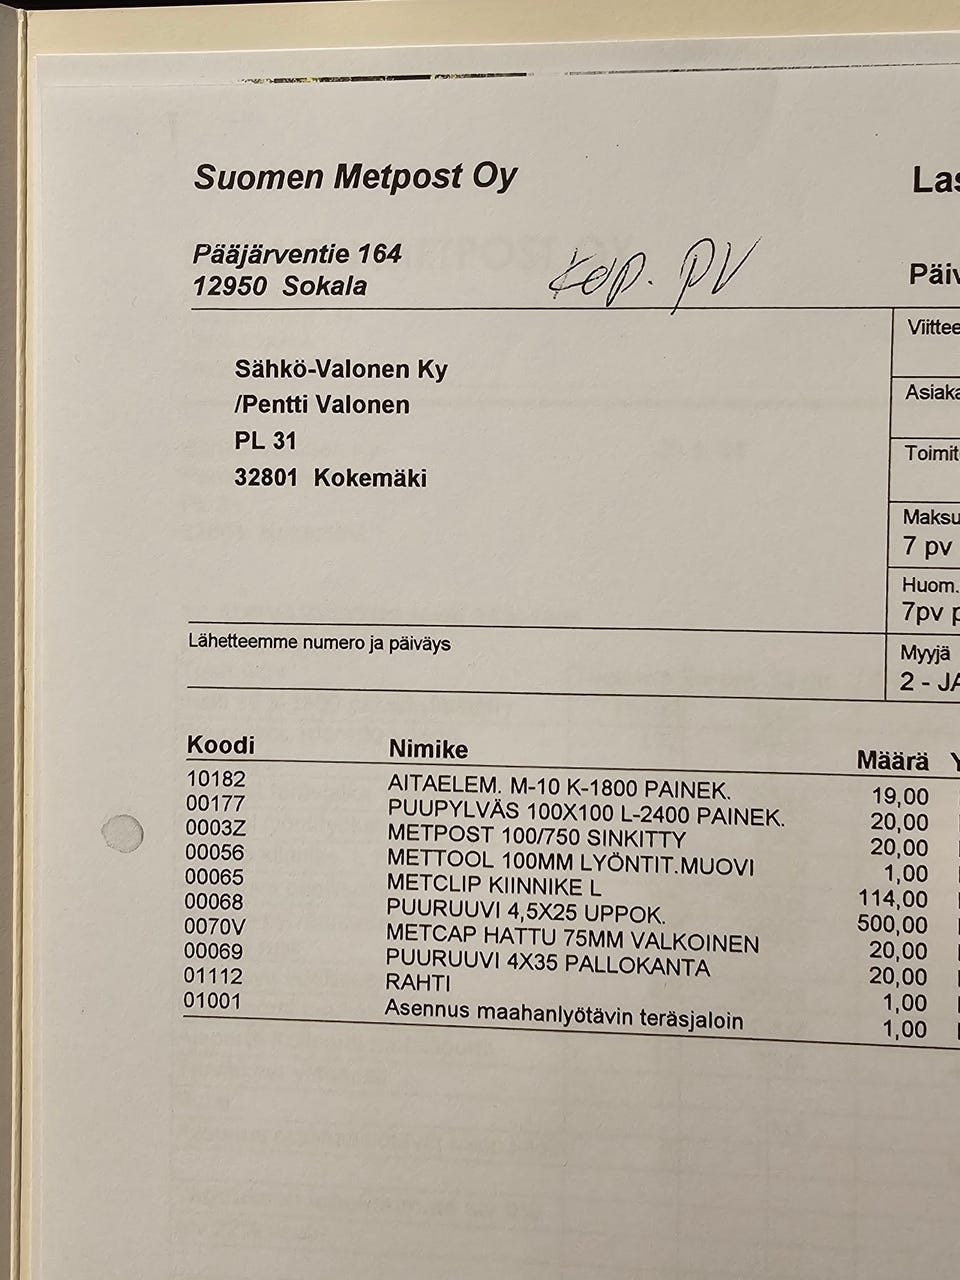 Suomen Metpost Oy
Las
Pääjärventie 164
12950 Sokala
Kop. PV
Päiv
Viittee
Sähkö-Valonen Ky
/Pentti Valonen
PL 31
32801 Kokemäki
Asiaka
Toimit
Maksu
7 pv
Huom.
7pv p
Lähetteemme numero ja päiväys
Myyjä
2 - JA
Koodi Nimike Määrä Y
10182 AITAELEM. M-10 K-1800 PAINEK. 19,00
00177 PUUPYLVÄS 100X100 L-2400 PAINEK. 20,00
0003Z METPOST 100/750 SINKITTY 20,00
00056 METTOOL 100MM LYÖNTIT.MUOVI 1,00
00065 METCLIP KIINNIKE L 114,00
00068 PUURUUVI 4,5X25 UPPOK. 500,00
0070V METCAP HATTU 75MM VALKOINEN 20,00
00069 PUURUUVI 4X35 PALLOKANTA 20,00
01112 RAHTI 1,00
01001 Asennus maahanlyötävin teräsjaloin 1,00